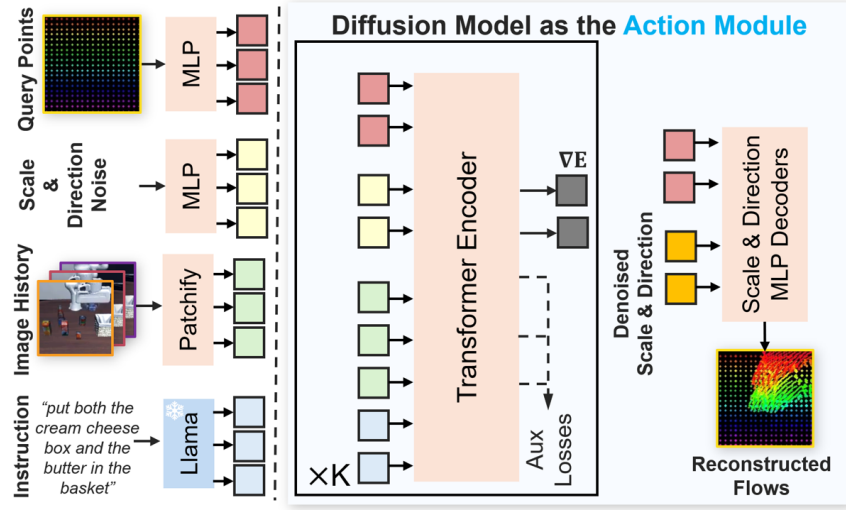 Query Points
MLP
Scale
&
Direction
Noise
MLP
Image History
Patchify
Instruction
“put both the
cream cheese
box and the
butter in the
basket”
Llama
Diffusion Model as the Action Module
Transformer Encoder
∇E
×K
Aux
Losses
Denoised
Scale & Direction
Scale & Direction
MLP Decoders
Reconstructed
Flows